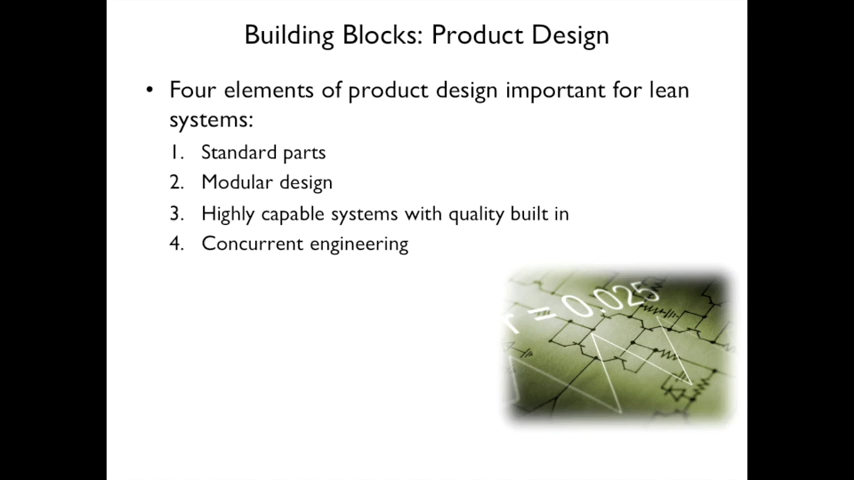 Building Blocks: Product Design
• Four elements of product design important for lean
systems:
1. Standard parts
2. Modular design
3. Highly capable systems with quality built in
4. Concurrent engineering
r = 0.025